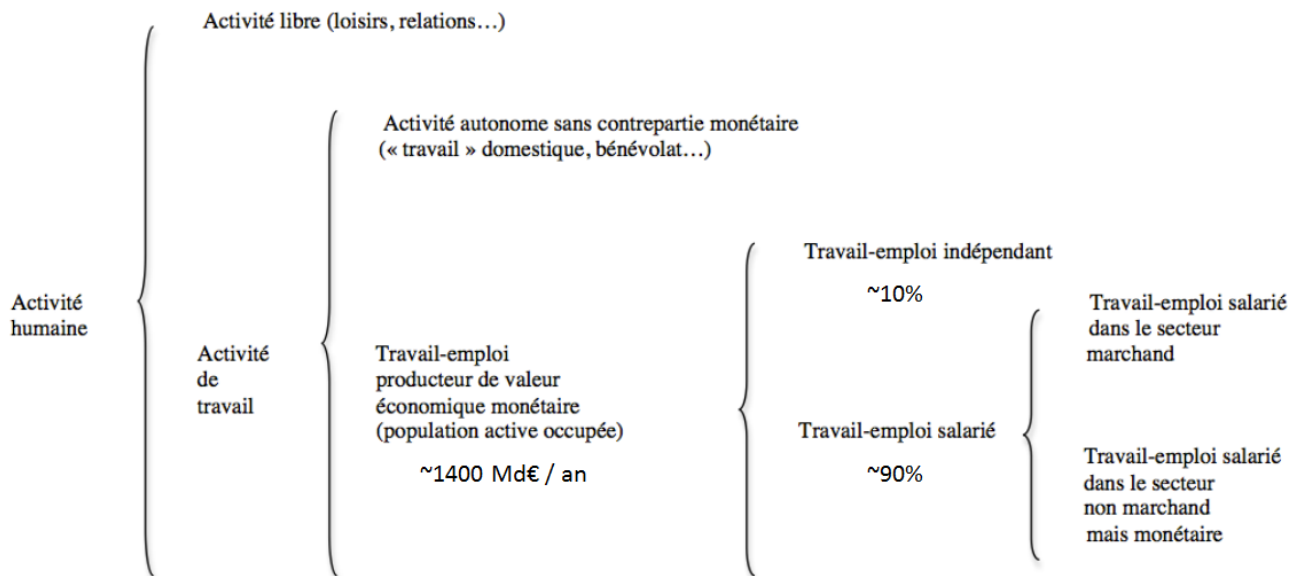 Activité libre (loisirs, relations…)
Activité autonome sans contrepartie monétaire
(« travail » domestique, bénévolat…)
Activité
humaine
Activité
de
travail
Travail-emploi
producteur de valeur
économique monétaire
(population active occupée)
~1400 Md€ / an
Travail-emploi indépendant
~10%
Travail-emploi salarié
~90%
Travail-emploi salarié
dans le secteur
marchand
Travail-emploi salarié
dans le secteur
non marchand
mais monétaire